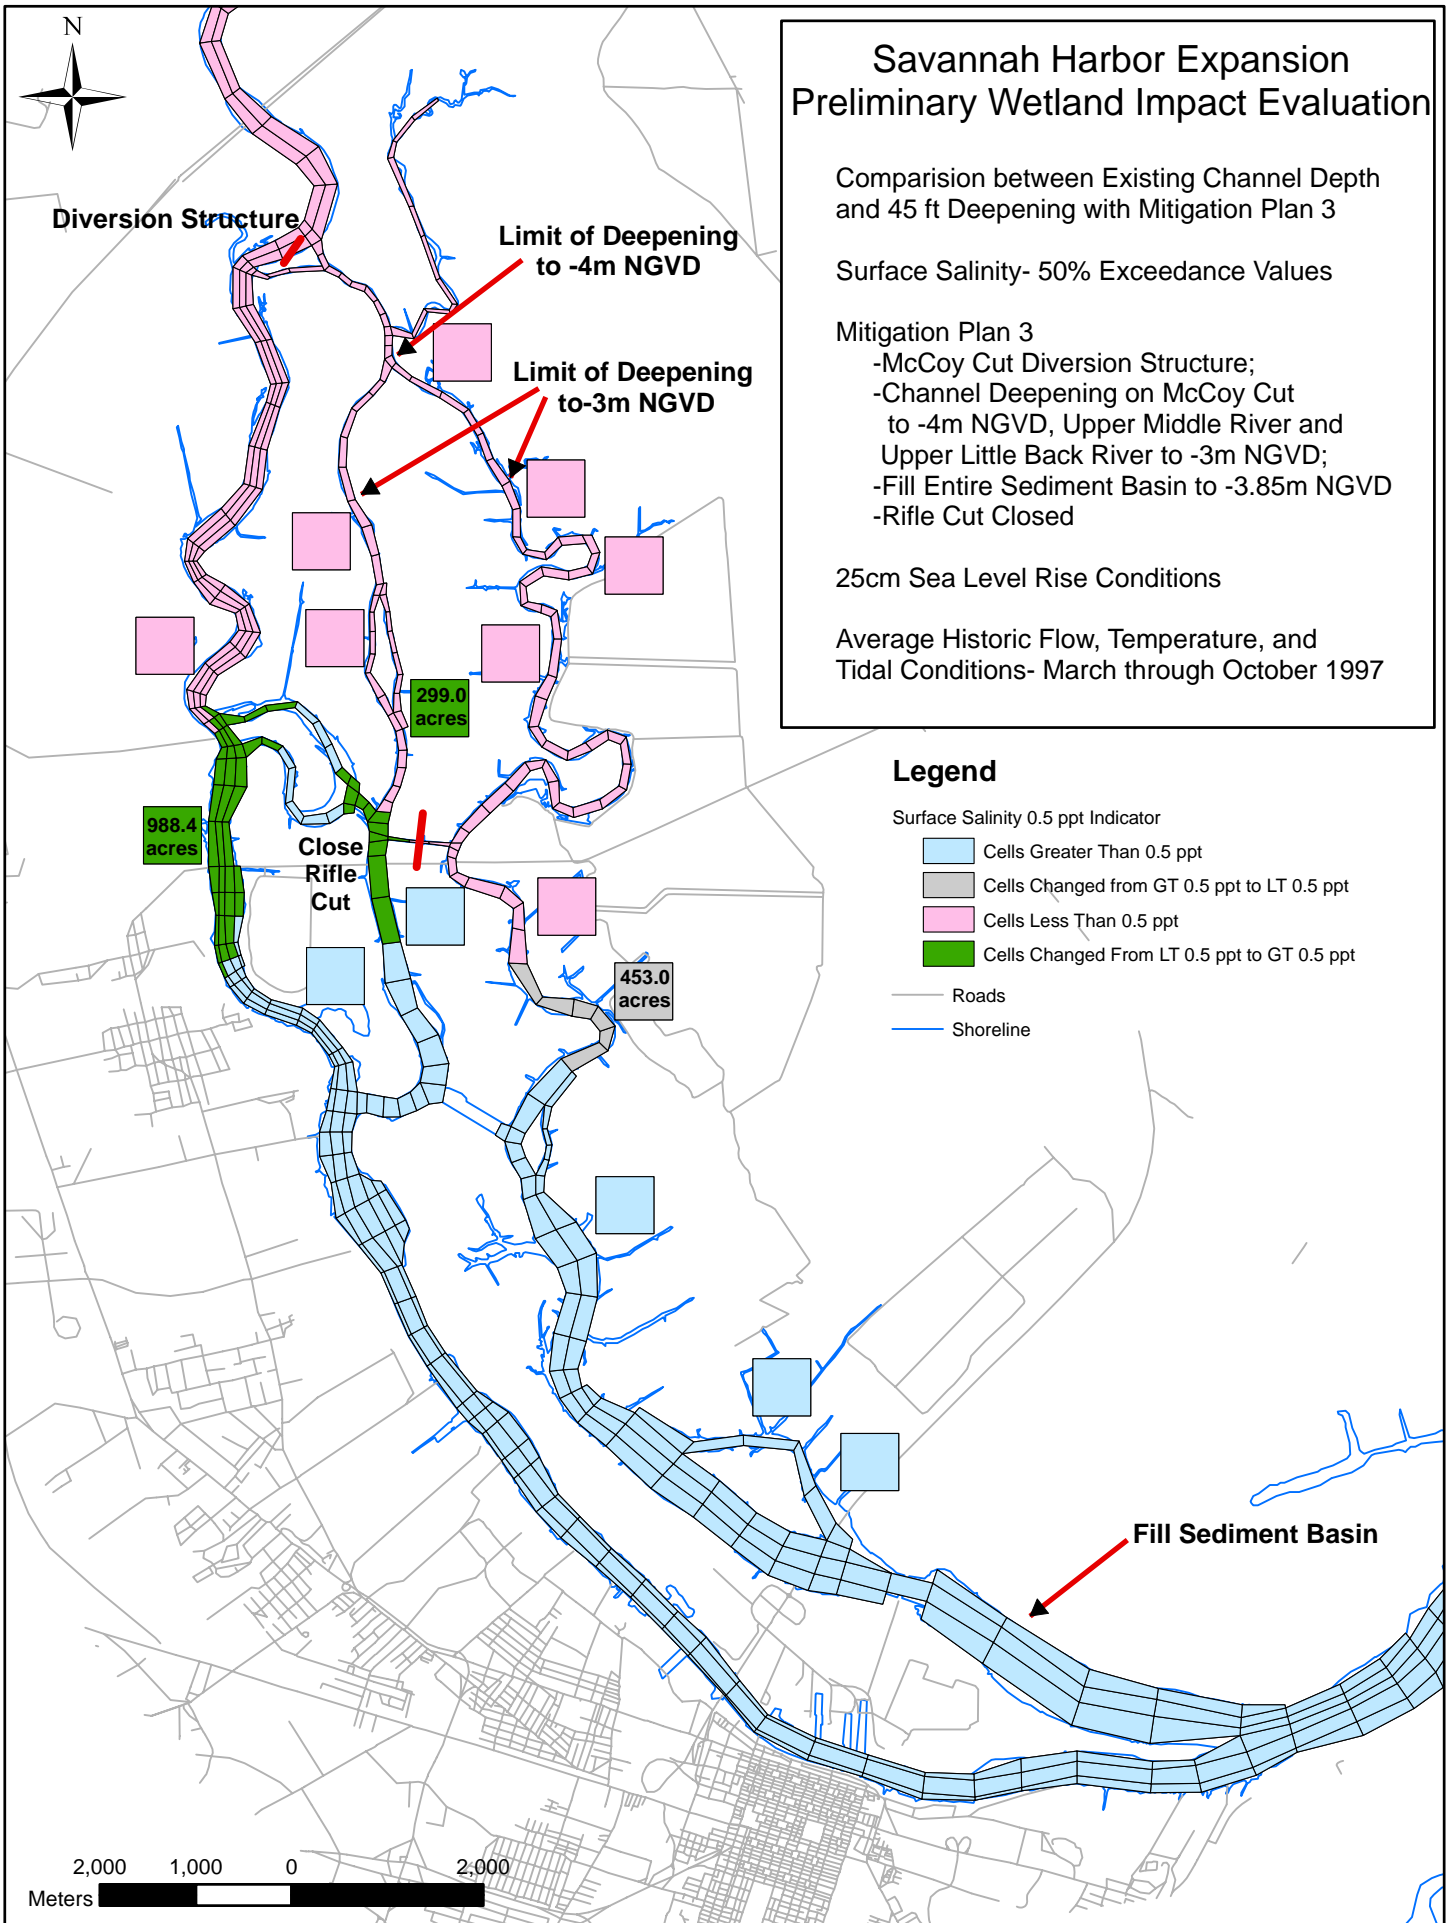 N
Savannah Harbor Expansion
Preliminary Wetland Impact Evaluation
Comparision between Existing Channel Depth
and 45 ft Deepening with Mitigation Plan 3
Surface Salinity- 50% Exceedance Values
Mitigation Plan 3
-McCoy Cut Diversion Structure;
-Channel Deepening on McCoy Cut
to -4m NGVD, Upper Middle River and
Upper Little Back River to -3m NGVD;
-Fill Entire Sediment Basin to -3.85m NGVD
-Rifle Cut Closed
25cm Sea Level Rise Conditions
Average Historic Flow, Temperature, and
Tidal Conditions- March through October 1997
Diversion Structure
Limit of Deepening
to -4m NGVD
Limit of Deepening
to-3m NGVD
299.0
acres
988.4
acres
Close
Rifle
Cut
453.0
acres
Legend
Surface Salinity 0.5 ppt Indicator
Cells Greater Than 0.5 ppt
Cells Changed from GT 0.5 ppt to LT 0.5 ppt
Cells Less Than 0.5 ppt
Cells Changed From LT 0.5 ppt to GT 0.5 ppt
Roads
Shoreline
Fill Sediment Basin
2,000 1,000 0 2,000
Meters